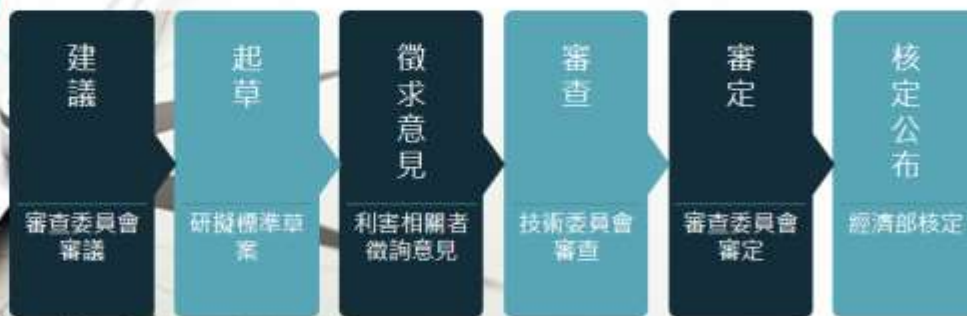 建議
審查委員會
審議
起草
研擬標準草
案
徵求意見
利害相關者
徵詢意見
審查
技術委員會
審查
審定
審查委員會
審定
核定公布
經濟部核定